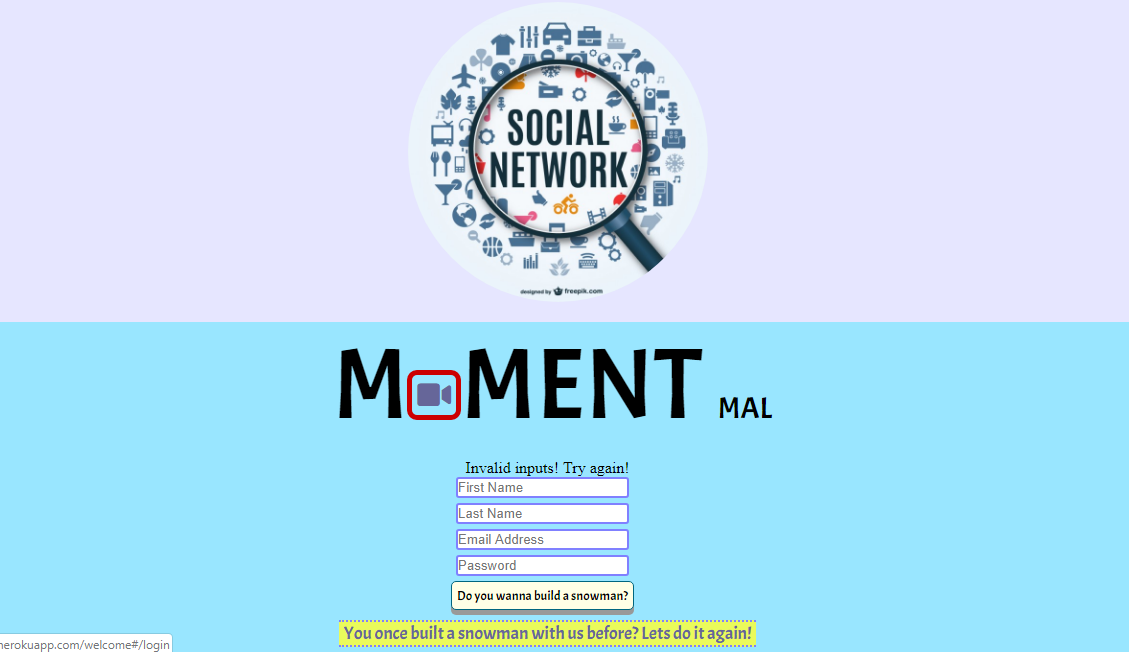 SOCIAL
NETWORK
designed by freepik.com
M MENT MAL
Invalid inputs! Try again!
First Name
Last Name
Email Address
Password
Do you wanna build a snowman?
You once built a snowman with us before? Lets do it again!
herokuapp.com/welcome#/login